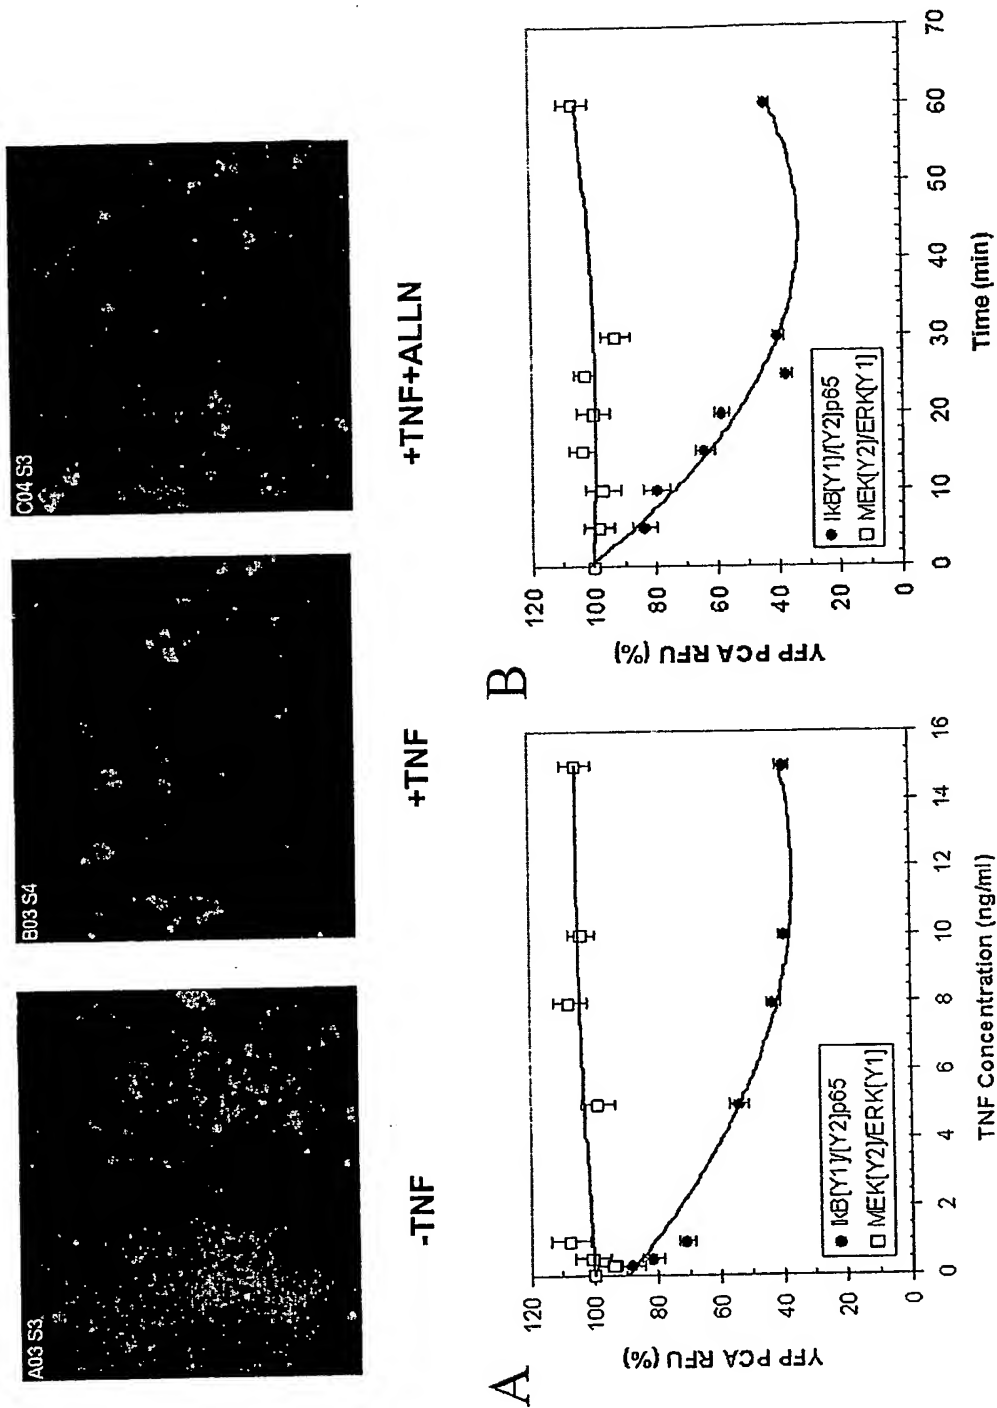 A03 S3
B03 S4
C04 S3
-TNF
+TNF
+TNF+ALLN
A
120
100
80
60
40
20
0
YFP PCA RFU (%)
IkB[Y1]/[Y2]p65
MEK[Y2]/ERK[Y1]
0 2 4 6 8 10 12 14 16
TNF Concentration (ng/ml)
B
120
100
80
60
40
20
0
YFP PCA RFU (%)
IkB[Y1]/[Y2]p65
MEK[Y2]/ERK[Y1]
0 10 20 30 40 50 60 70
Time (min)